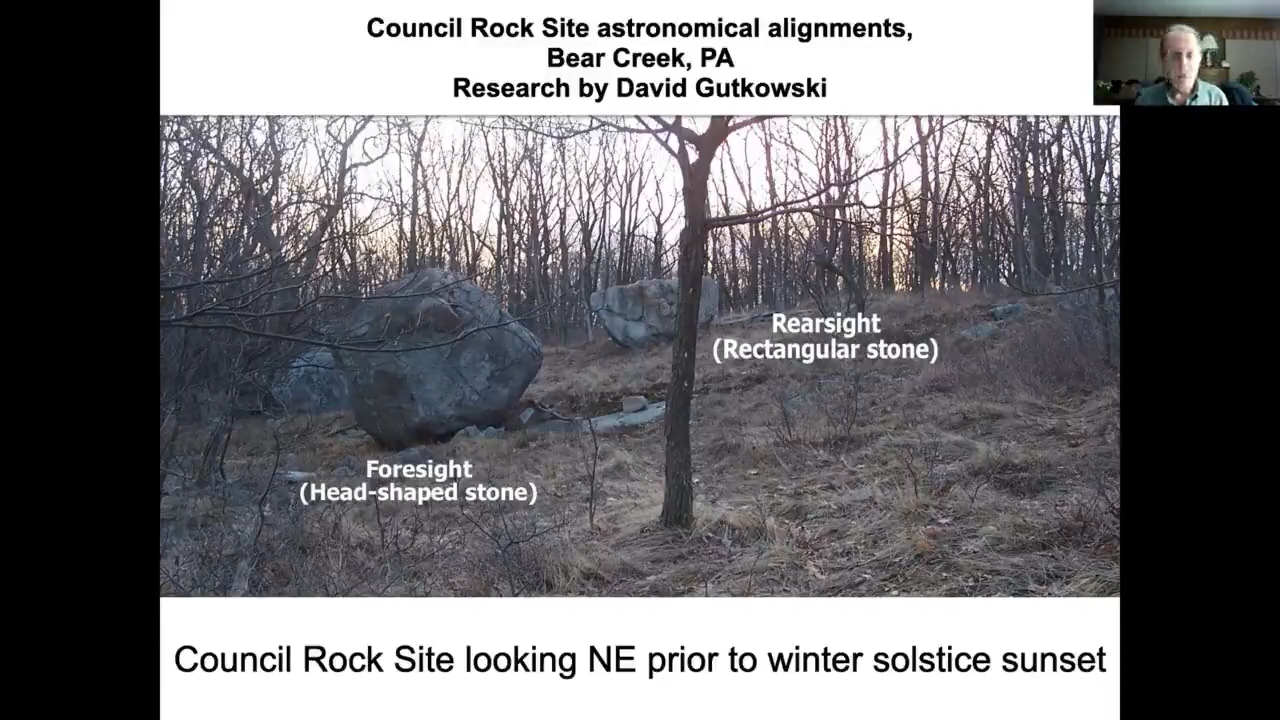 Council Rock Site astronomical alignments,
Bear Creek, PA
Research by David Gutkowski
Rearsight
(Rectangular stone)
Foresight
(Head-shaped stone)
Council Rock Site looking NE prior to winter solstice sunset